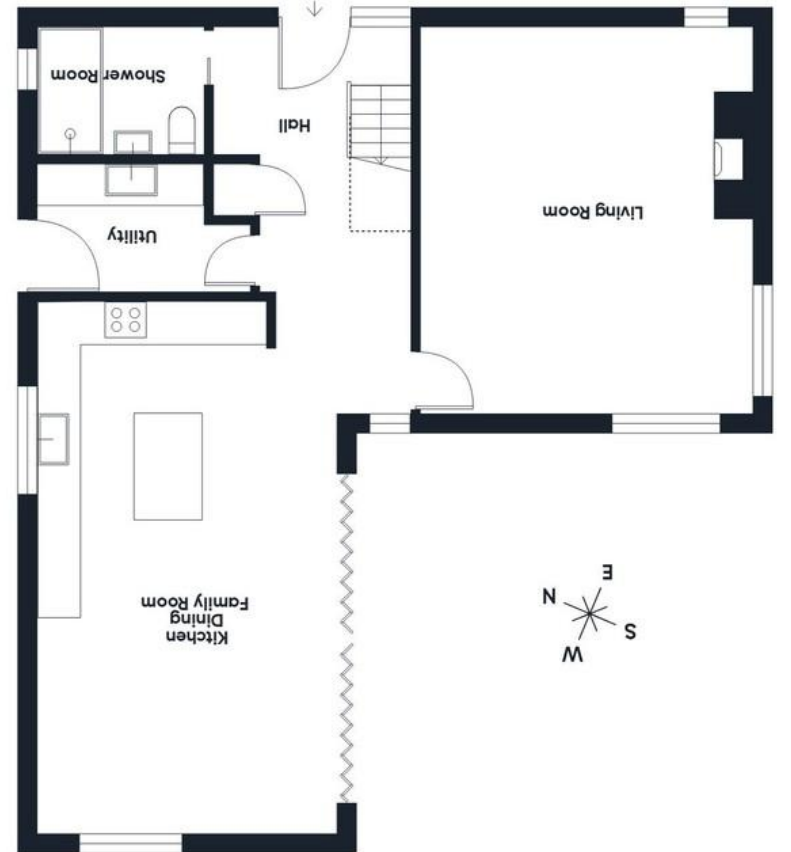 Kitchen
Dining
Family Room
W
S
N
E
Living Room
Utility
Hall
Shower Room